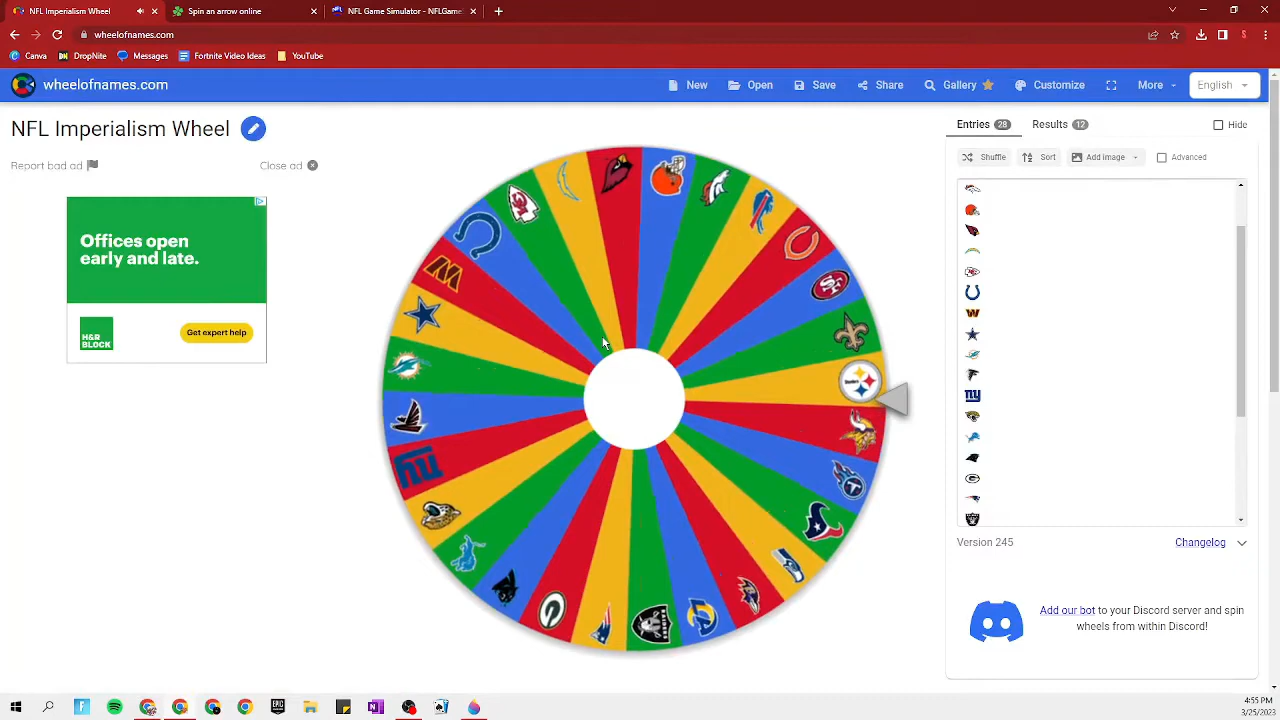 NFL Imperialism Wheel
Spin an arrow online
NFL Game Simulator - NFLGame
wheelofnames.com
Canva
DropNite
Messages
Fortnite Video Ideas
YouTube
wheelofnames.com
New
Open
Save
Share
Gallery
Customize
More
English
NFL Imperialism Wheel
Report bad ad
Close ad
Offices open
early and late.
H&R
BLOCK
Get expert help
Entries 28
Results 12
Hide
Shuffle
Sort
Add image
Advanced
Steelers
Version 245
Changelog
Add our bot to your Discord server and spin
wheels from within Discord!
4:55 PM
3/25/2023